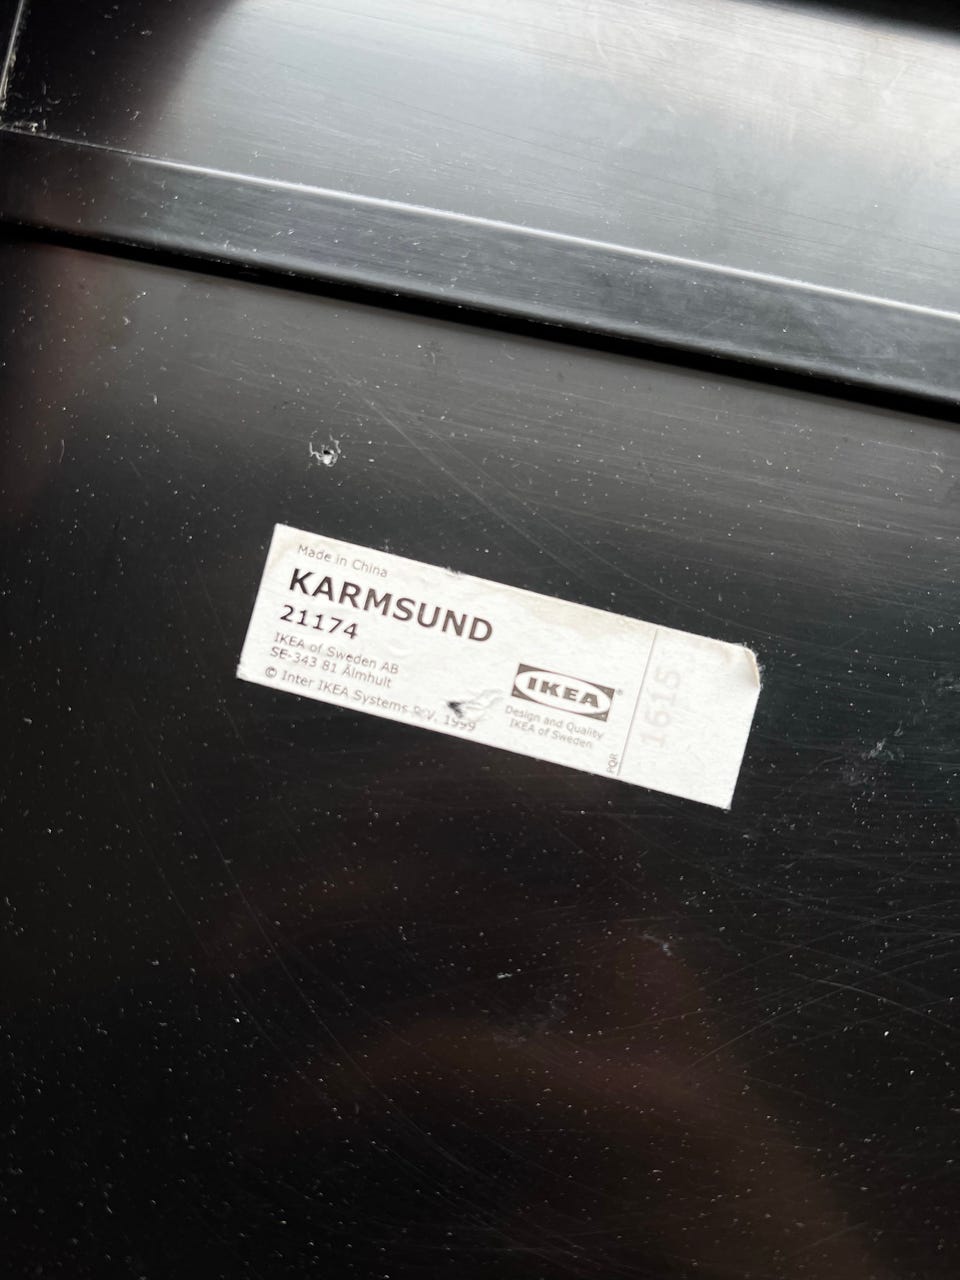 Made in China
KARMSUND
21174
IKEA of Sweden AB
SE-343 81 Älmhult
© Inter IKEA Systems B.V. 1999
IKEA®
Design and Quality
IKEA of Sweden
PQR
1615